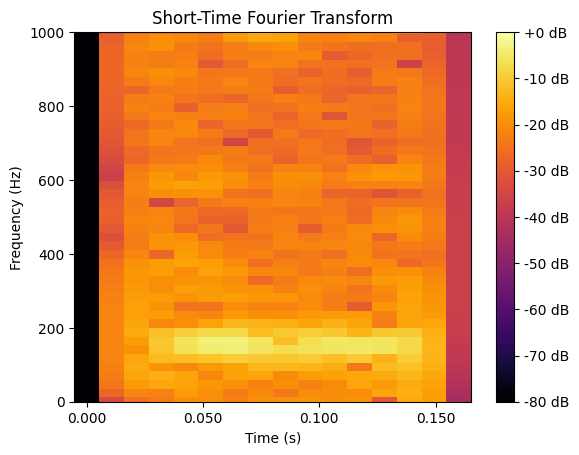 Short-Time Fourier Transform
1000
800
600
400
200
0
Frequency (Hz)
0.000
0.050
0.100
0.150
Time (s)
+0 dB
-10 dB
-20 dB
-30 dB
-40 dB
-50 dB
-60 dB
-70 dB
-80 dB